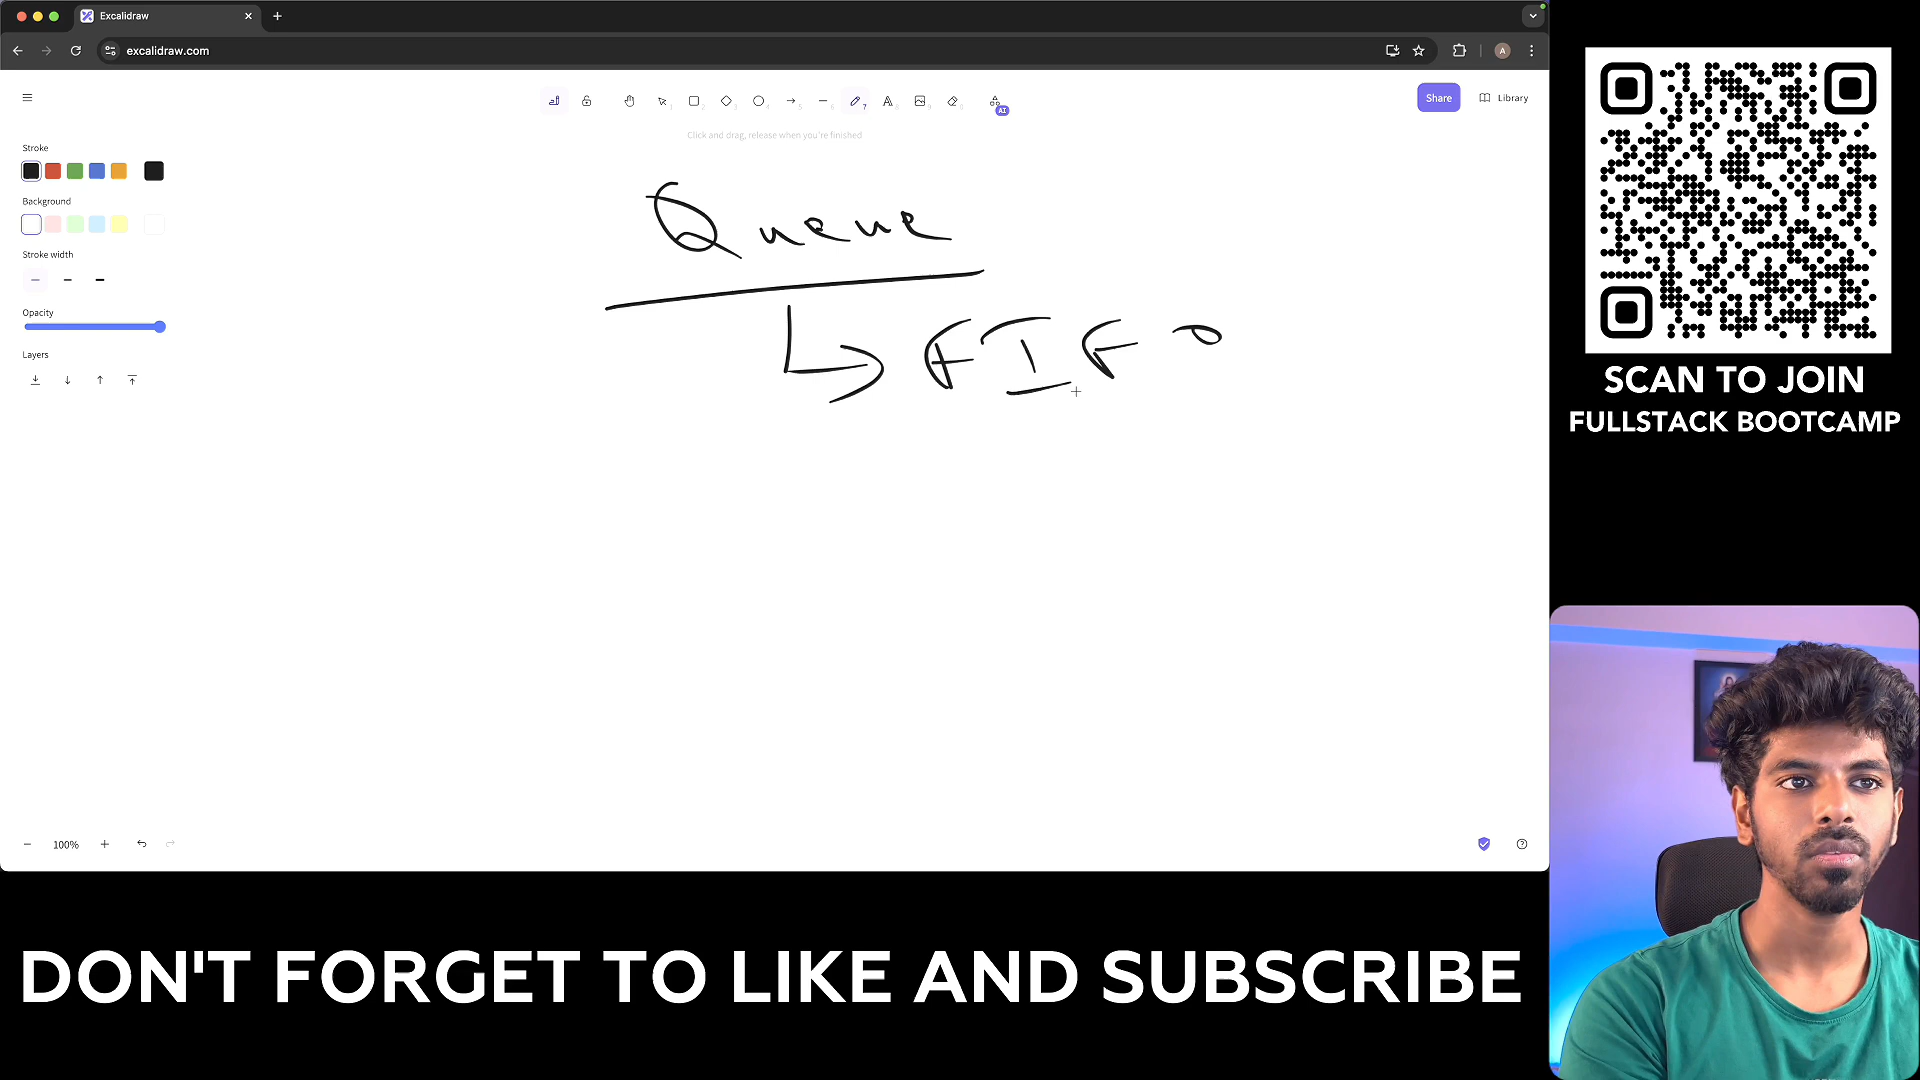 Excalidraw
excalidraw.com
A
Share
Library
AI
Click and drag, release when you're finished
Stroke
Background
Stroke width
Opacity
Layers
Queue
FIFO
100%
SCAN TO JOIN
FULLSTACK BOOTCAMP
DON'T FORGET TO LIKE AND SUBSCRIBE